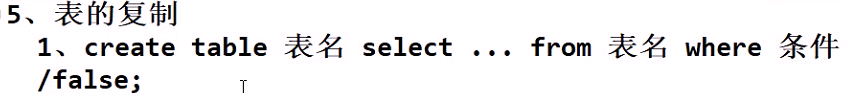 5、表的复制
1、create table 表名 select ... from 表名 where 条件
/false;